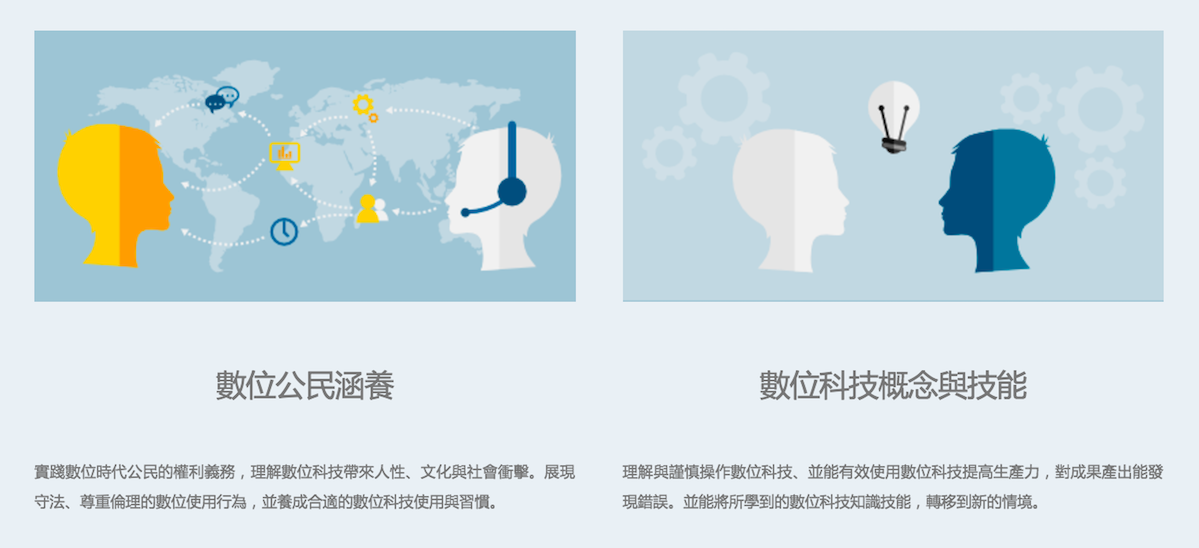 數位公民涵養
實踐數位時代公民的權利義務，理解數位科技帶來人性、文化與社會衝擊。展現
守法、尊重倫理的數位使用行為，並養成合適的數位科技使用與習慣。
數位科技概念與技能
理解與謹慎操作數位科技、並能有效使用數位科技提高生產力，對成果產出能發
現錯誤。並能將所學到的數位科技知識技能，轉移到新的情境。